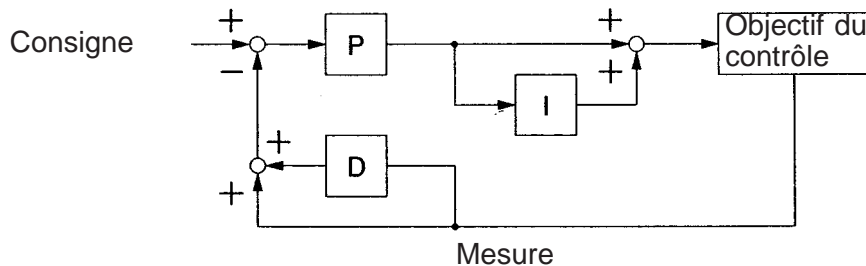 Consigne
+
−
P
+
+
I
Objectif du
contrôle
+
+
D
Mesure